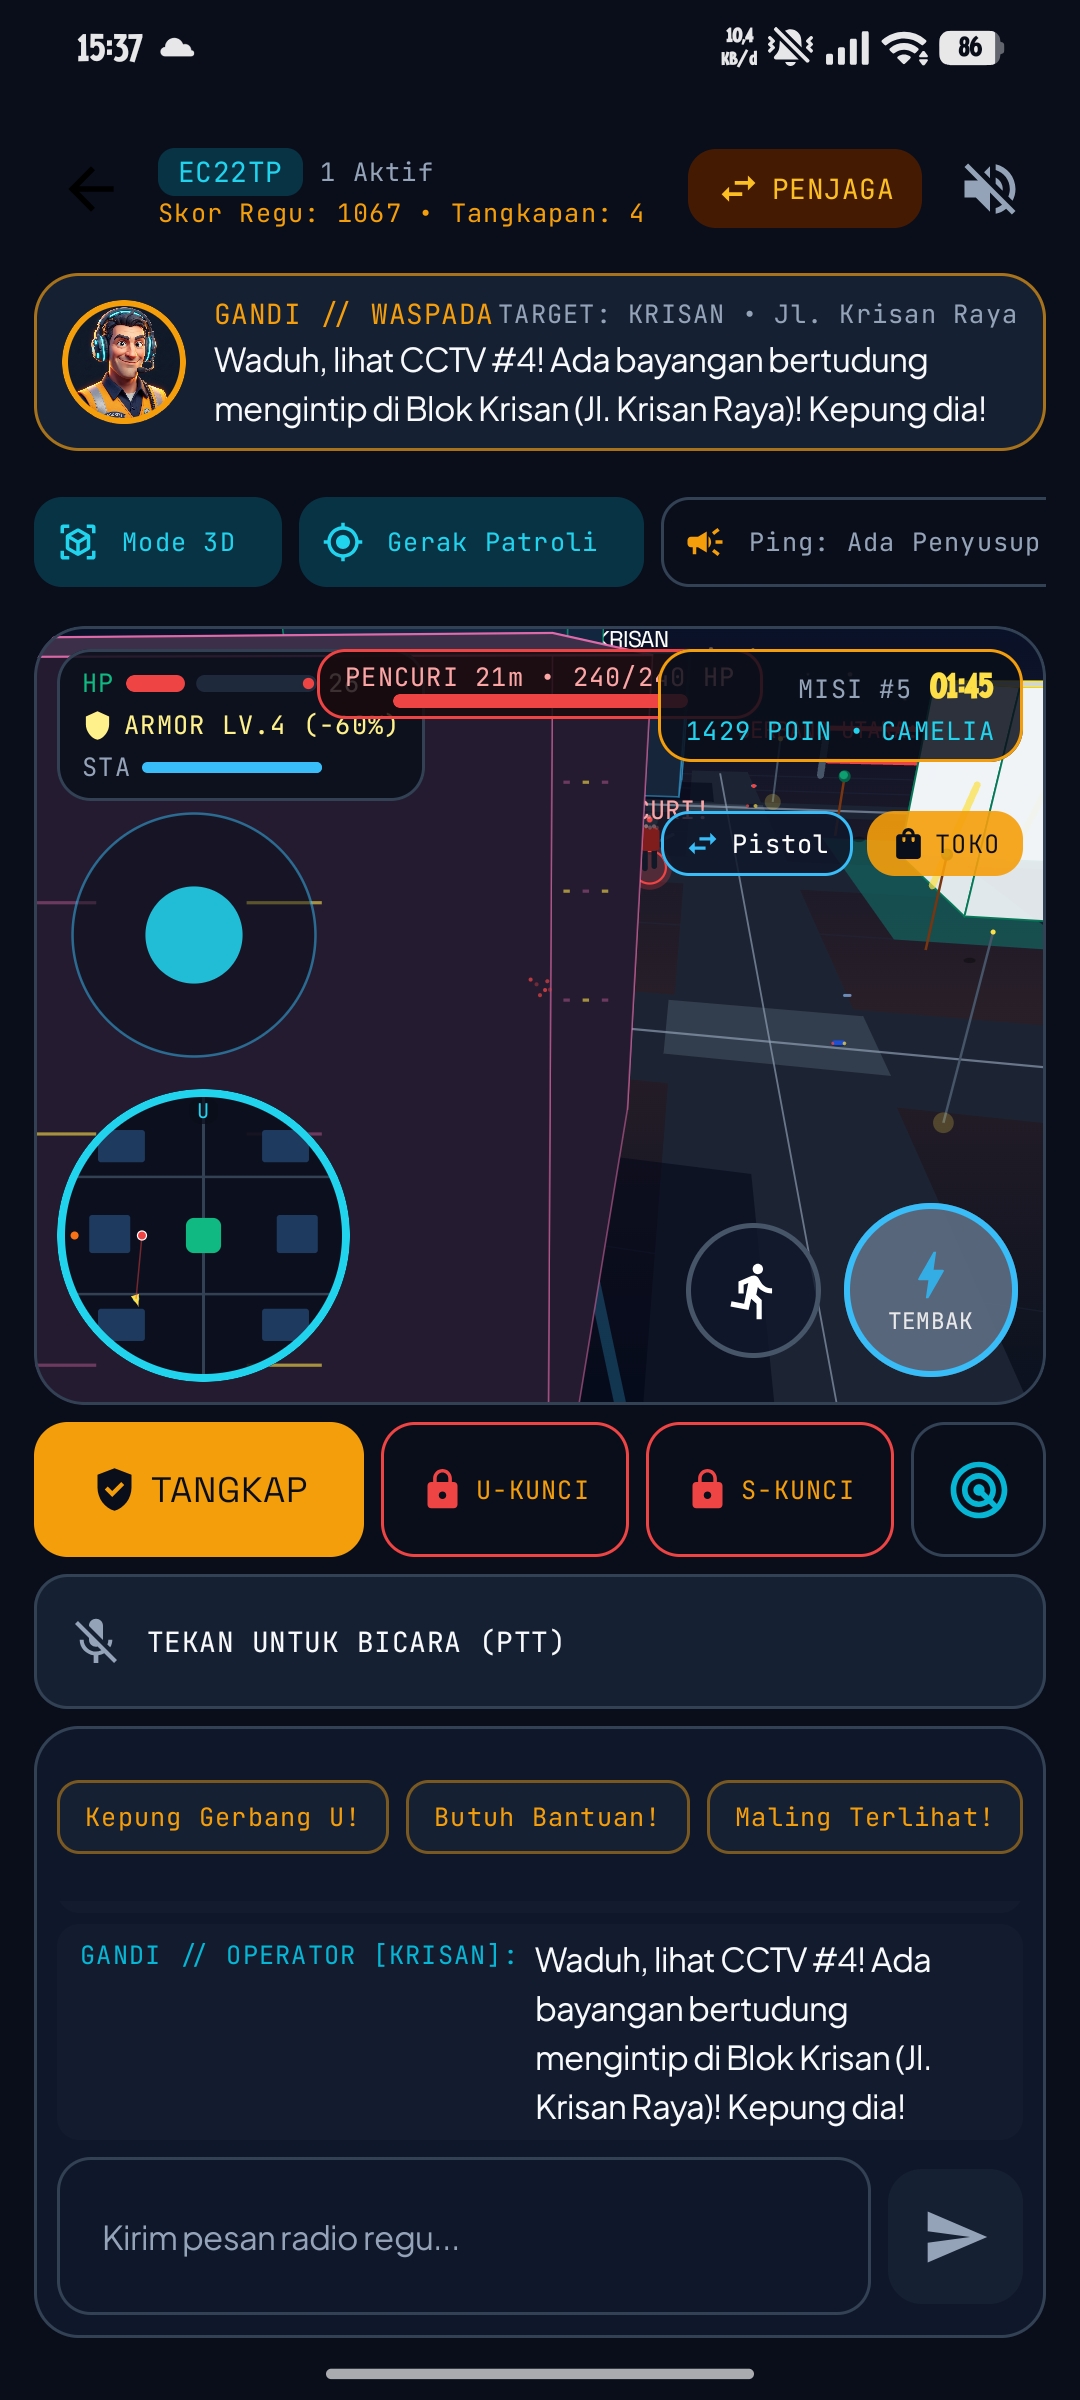 15:37
10,4
KB/d
86
EC22TP 1 Aktif
Skor Regu: 1067 • Tangkapan: 4
PENJAGA
GANDI // WASPADA TARGET: KRISAN • Jl. Krisan Raya
Waduh, lihat CCTV #4! Ada bayangan bertudung
mengintip di Blok Krisan (Jl. Krisan Raya)! Kepung dia!
Mode 3D
Gerak Patroli
Ping: Ada Penyusup
KRISAN
HP
PENCURI 21m • 240/240 HP
ARMOR LV.4 (-60%)
STA
MISI #5 01:45
1429 POIN • CAMELIA
CURI!
Pistol
TOKO
U
TEMBAK
TANGKAP
U-KUNCI
S-KUNCI
TEKAN UNTUK BICARA (PTT)
Kepung Gerbang U!
Butuh Bantuan!
Maling Terlihat!
GANDI // OPERATOR [KRISAN]: Waduh, lihat CCTV #4! Ada
bayangan bertudung
mengintip di Blok Krisan (Jl.
Krisan Raya)! Kepung dia!
Kirim pesan radio regu...